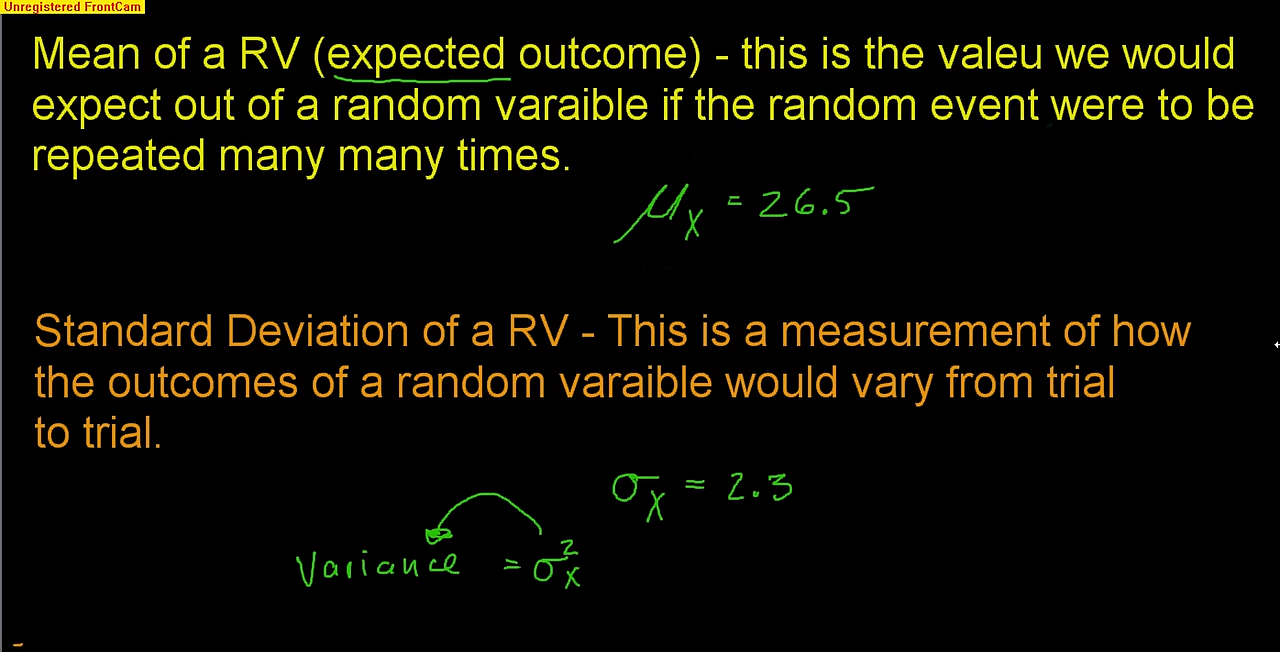 Unregistered FrontCam
Mean of a RV (expected outcome) - this is the valeu we would
expect out of a random varaible if the random event were to be
repeated many many times.
μx = 26.5
Standard Deviation of a RV - This is a measurement of how
the outcomes of a random varaible would vary from trial
to trial.
σx = 2.3
Variance = σ²x